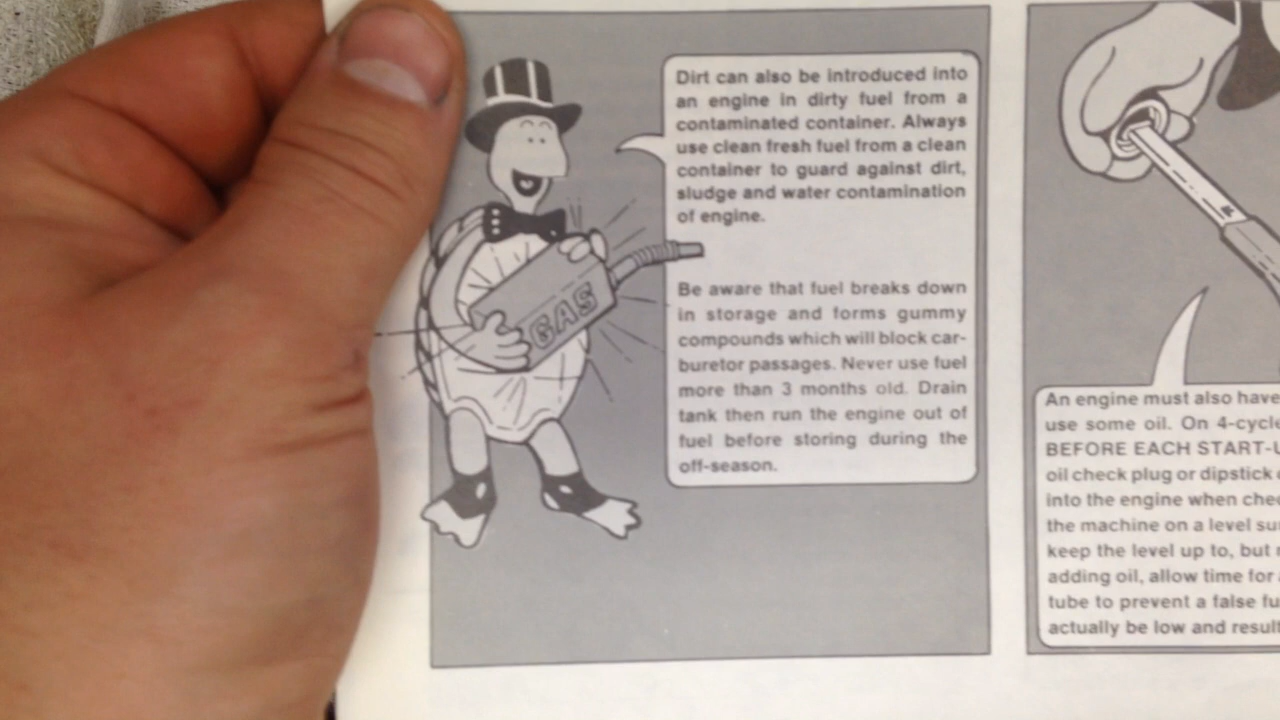 Dirt can also be introduced into
an engine in dirty fuel from a
contaminated container. Always
use clean fresh fuel from a clean
container to guard against dirt,
sludge and water contamination
of engine.
Be aware that fuel breaks down
in storage and forms gummy
compounds which will block car-
buretor passages. Never use fuel
more than 3 months old. Drain
tank then run the engine out of
fuel before storing during the
off-season.
GAS
An engine must also have
use some oil. On 4-cycle
BEFORE EACH
oil check plug or dipstick
into the engine when
the machine on a level
keep the level up to, but
adding oil, allow time for
tube to prevent a false
actually be low and result